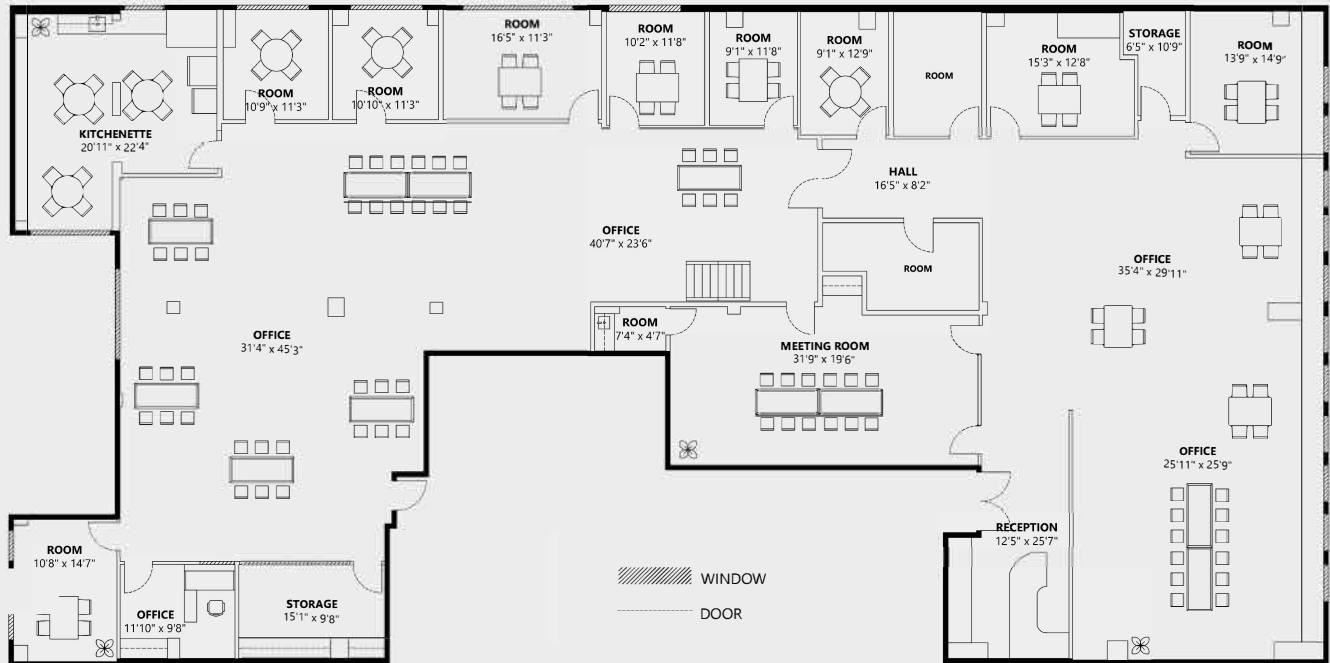 ROOM
16'5" x 11'3"
ROOM
10'2" x 11'8"
ROOM
9'1" x 11'8"
ROOM
9'1" x 12'9"
ROOM
ROOM
15'3" x 12'8"
STORAGE
6'5" x 10'9"
ROOM
13'9" x 14'9"
ROOM
10'9" x 11'3"
ROOM
10'10" x 11'3"
KITCHENETTE
20'11" x 22'4"
HALL
16'5" x 8'2"
OFFICE
40'7" x 23'6"
ROOM
OFFICE
35'4" x 29'11"
OFFICE
31'4" x 45'3"
ROOM
7'4" x 4'7"
MEETING ROOM
31'9" x 19'6"
OFFICE
25'11" x 25'9"
RECEPTION
12'5" x 25'7"
ROOM
10'8" x 14'7"
OFFICE
11'10" x 9'8"
STORAGE
15'1" x 9'8"
WINDOW
DOOR